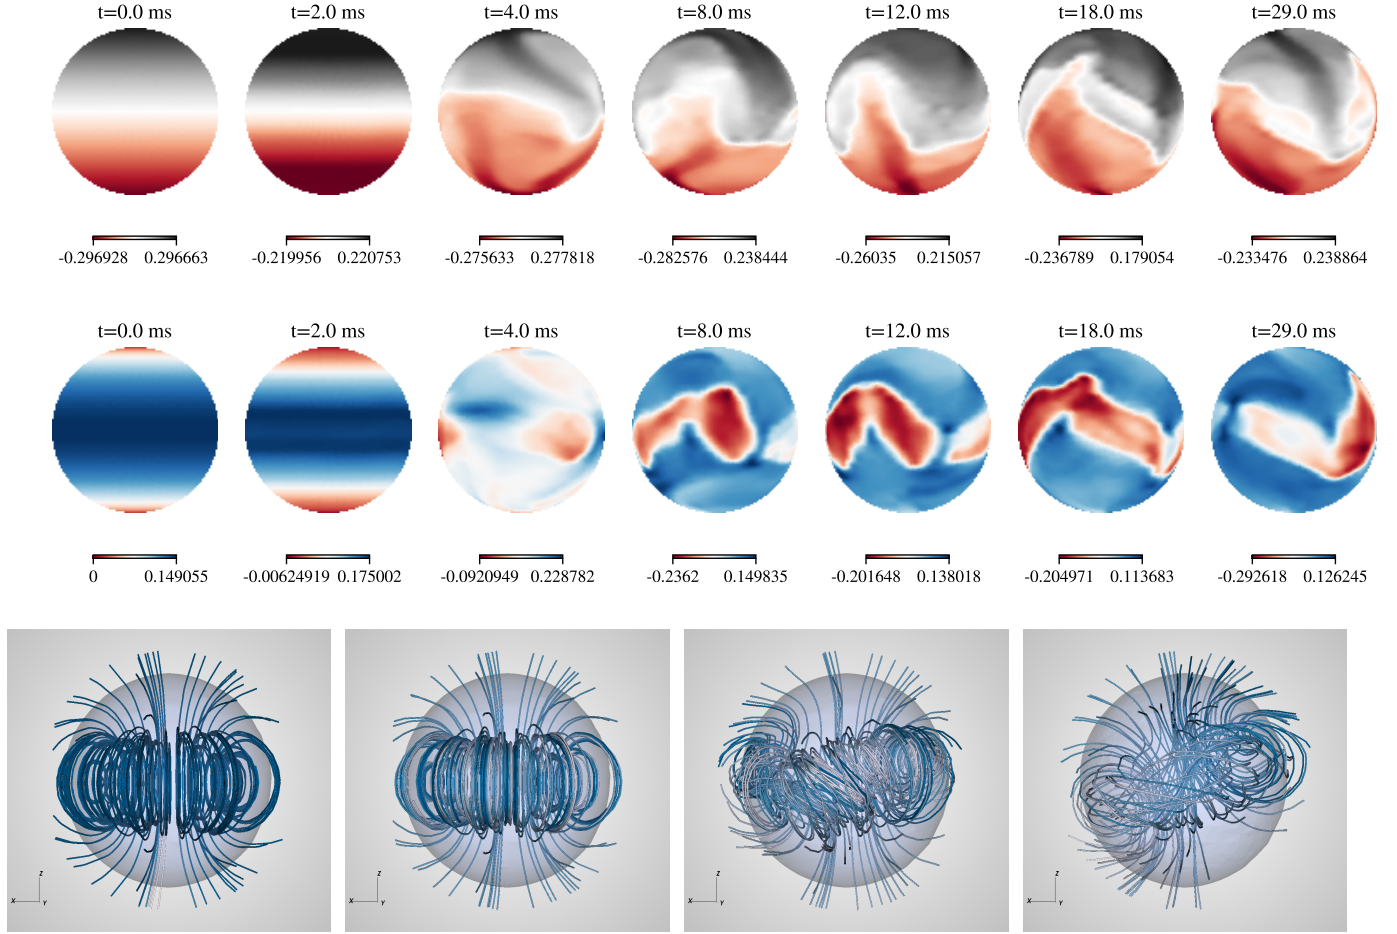 t=0.0 ms t=2.0 ms t=4.0 ms t=8.0 ms t=12.0 ms t=18.0 ms t=29.0 ms
-0.296928 0.296663 -0.219956 0.220753 -0.275633 0.277818 -0.282576 0.238444 -0.26035 0.215057 -0.236789 0.179054 -0.233476 0.238864
t=0.0 ms t=2.0 ms t=4.0 ms t=8.0 ms t=12.0 ms t=18.0 ms t=29.0 ms
0 0.149055 -0.00624919 0.175002 -0.0920949 0.228782 -0.2362 0.149835 -0.201648 0.138018 -0.204971 0.113683 -0.292618 0.126245
Z Z Z Z
X Y X Y X Y X Y